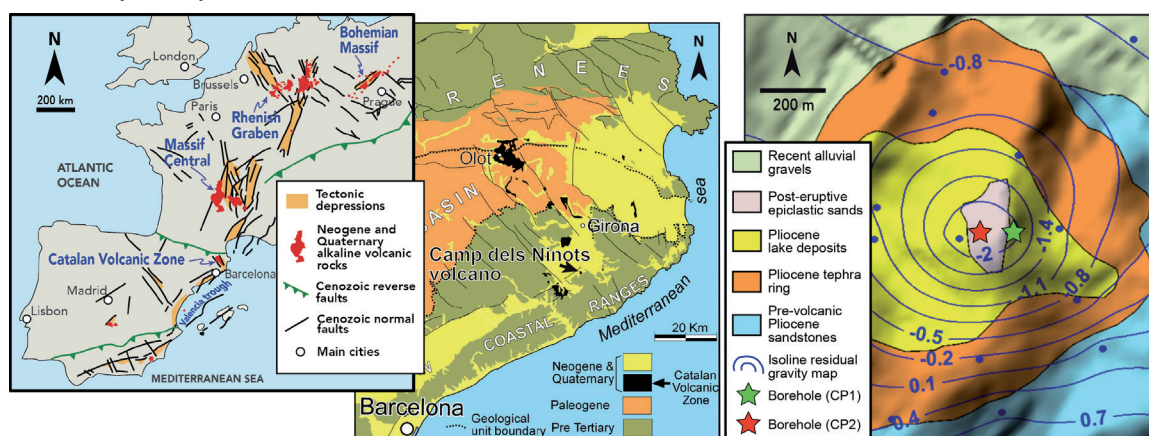 N
200 km
London
Brussels
Paris
Bohemian
Massif
Prague
Rhenish
Graben
Massif
Central
ATLANTIC
OCEAN
Catalan Volcanic Zone
Barcelona
Madrid
Lisbon
Valencia trough
MEDITERRANEAN SEA
Tectonic
depressions
Neogene and
Quaternary
alkaline volcanic
rocks
Cenozoic reverse
faults
Cenozoic normal
faults
Main cities
N
R E N E E S
Olot
ASIN
Girona
sea
Camp dels Ninots
volcano
COASTAL RANGES
Mediterranean
20 Km
Barcelona
Neogene &
Quaternary
Catalan
Volcanic
Zone
Paleogene
Pre Tertiary
Geological
unit boundary
N
200 m
Recent alluvial
gravels
Post-eruptive
epiclastic sands
Pliocene
lake deposits
Pliocene tephra
ring
Pre-volcanic
Pliocene
sandstones
Isoline residual
gravity map
Borehole (CP1)
Borehole (CP2)
-0.8
-1.4
-2
-1.1
-0.8
-0.5
-0.2
0.1
0.4
0.7